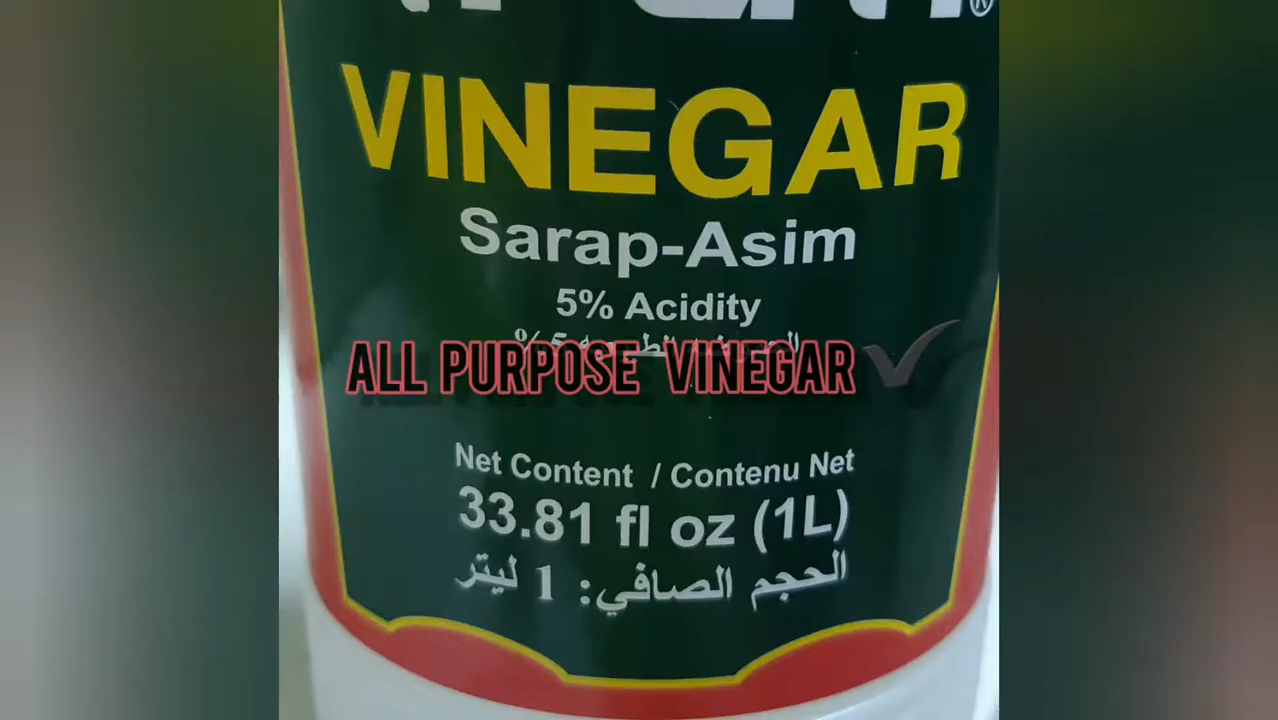 ®
VINEGAR
Sarap-Asim
5% Acidity
ALL PURPOSE VINEGAR ✔
Net Content / Contenu Net
33.81 fl oz (1L)
الحجم الصافي: 1 ليتر